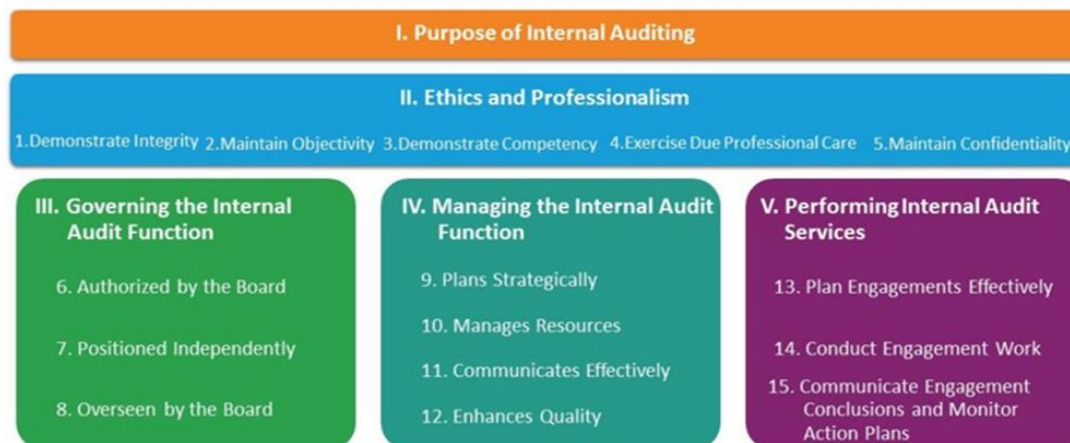 I. Purpose of Internal Auditing
II. Ethics and Professionalism
1.Demonstrate Integrity 2.Maintain Objectivity 3.Demonstrate Competency 4.Exercise Due Professional Care 5.Maintain Confidentiality
III. Governing the Internal
Audit Function
6. Authorized by the Board
7. Positioned Independently
8. Overseen by the Board
IV. Managing the Internal Audit
Function
9. Plans Strategically
10. Manages Resources
11. Communicates Effectively
12. Enhances Quality
V. Performing Internal Audit
Services
13. Plan Engagements Effectively
14. Conduct Engagement Work
15. Communicate Engagement
Conclusions and Monitor
Action Plans